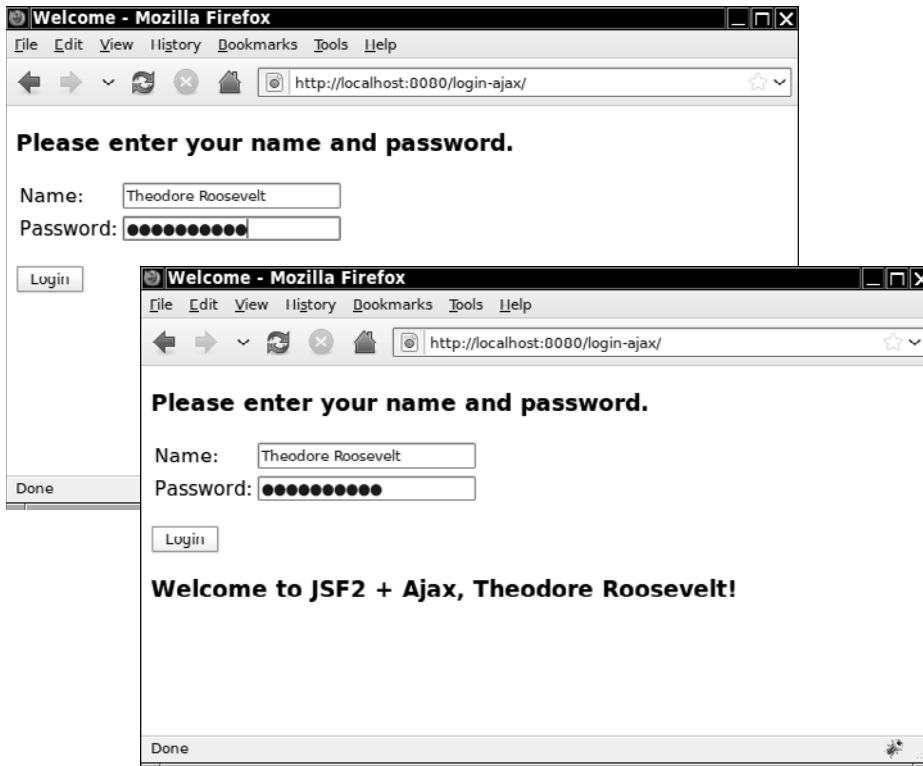 Welcome - Mozilla Firefox
File Edit View History Bookmarks Tools Help
http://localhost:8080/login-ajax/
Please enter your name and password.
Name: Theodore Roosevelt
Password: ●●●●●●●●●●
Login
Done
Welcome - Mozilla Firefox
File Edit View History Bookmarks Tools Help
http://localhost:8080/login-ajax/
Please enter your name and password.
Name: Theodore Roosevelt
Password: ●●●●●●●●●●
Login
Welcome to JSF2 + Ajax, Theodore Roosevelt!
Done